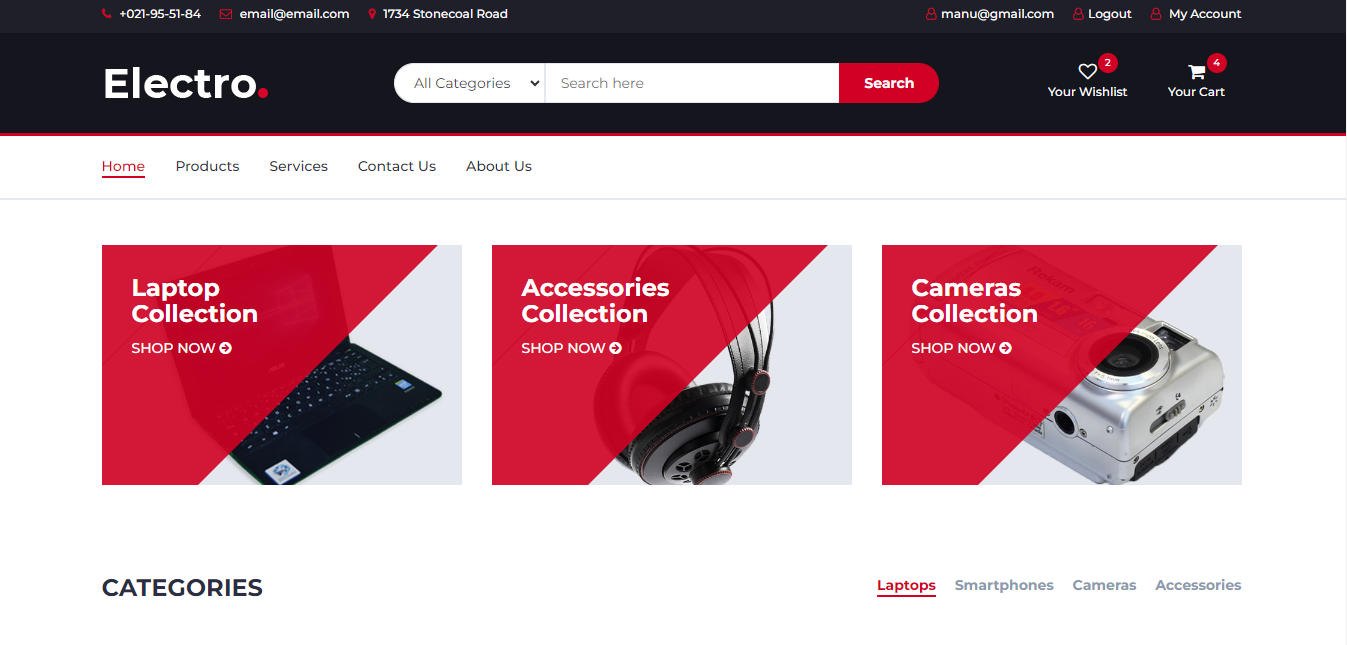 +021-95-51-84 email@email.com 1734 Stonecoal Road manu@gmail.com Logout My Account
Electro.
All Categories Search here Search
2
Your Wishlist
4
Your Cart
Home Products Services Contact Us About Us
Laptop
Collection
SHOP NOW
Accessories
Collection
SHOP NOW
Cameras
Collection
SHOP NOW
CATEGORIES
Laptops Smartphones Cameras Accessories